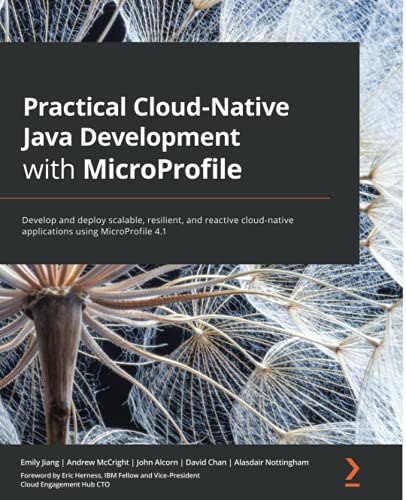 Practical Cloud-Native
Java Development
with MicroProfile
Develop and deploy scalable, resilient, and reactive cloud-native
applications using MicroProfile 4.1
Emily Jiang | Andrew McCright | John Alcorn | David Chan | Alasdair Nottingham
Foreword by Eric Herness, IBM Fellow and Vice-President
Cloud Engagement Hub CTO